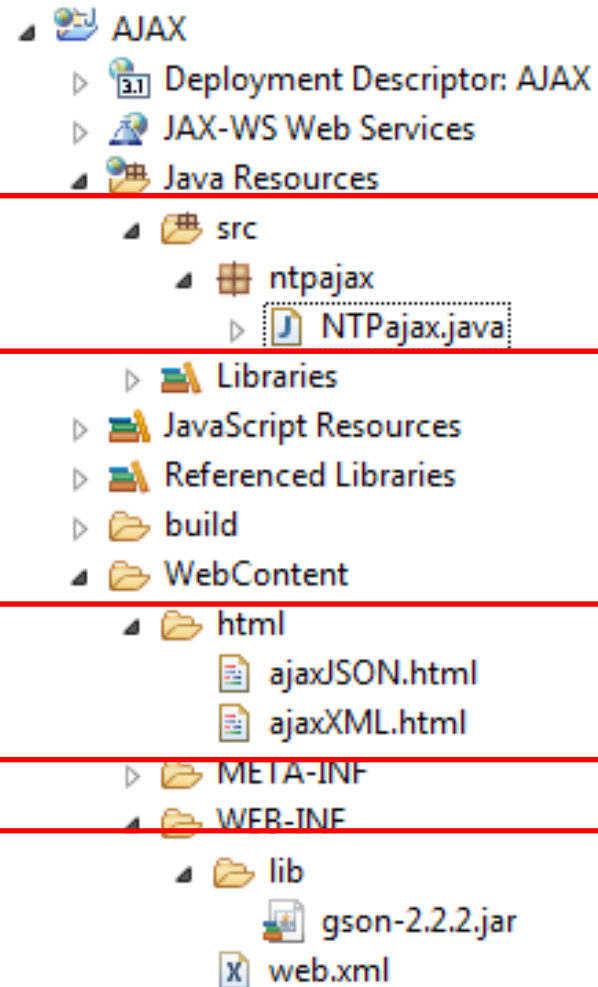 AJAX
3.1 Deployment Descriptor: AJAX
JAX-WS Web Services
Java Resources
src
ntpajax
J NTPajax.java
Libraries
JavaScript Resources
Referenced Libraries
build
WebContent
html
ajaxJSON.html
ajaxXML.html
META-INF
WEB-INF
lib
gson-2.2.2.jar
X web.xml